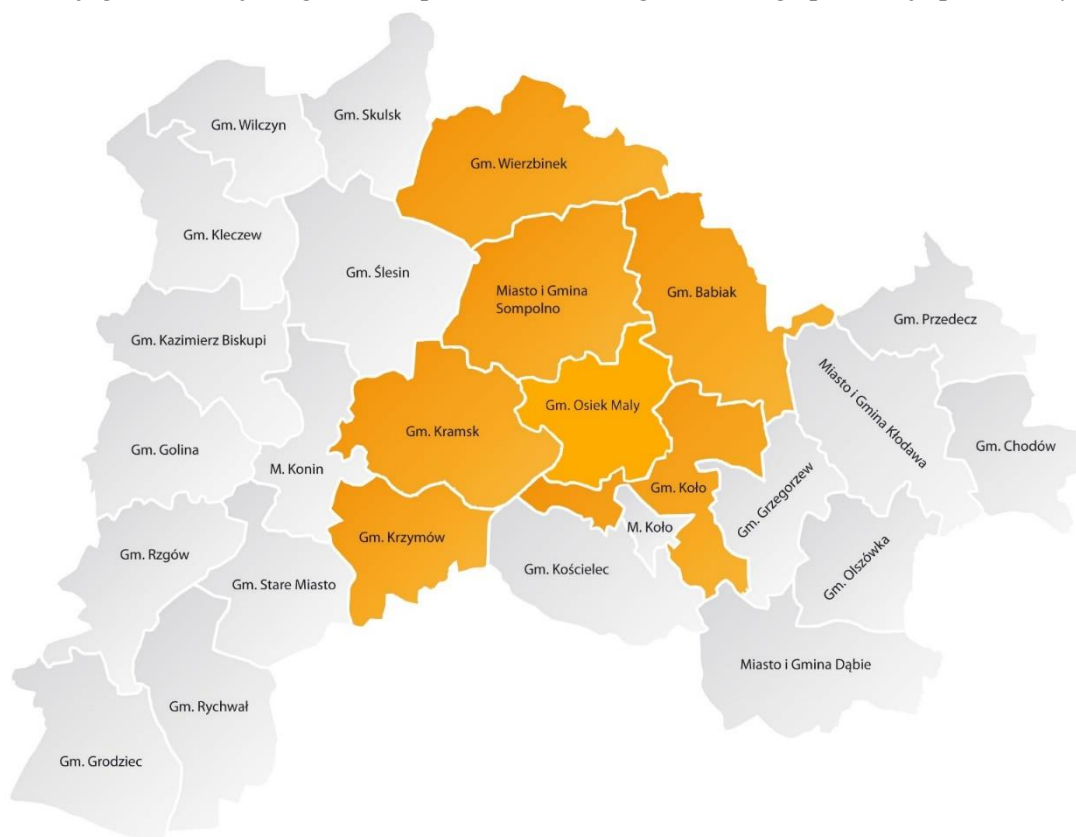 Gm. Skulsk
Gm. Wilczyn
Gm. Wierzbinek
Gm. Kleczew
Gm. Ślesin
Miasto i Gmina
Sompolno
Gm. Babiak
Gm. Przedecz
Gm. Kazimierz Biskupi
Miasto i Gmina Kłodawa
Gm. Osiek Mały
Gm. Kramsk
Gm. Golina
M. Konin
Gm. Chodów
Gm. Koło
Gm. Grzegorzew
M. Koło
Gm. Krzymów
Gm. Rzgów
Gm. Kościelec
Gm. Olszówka
Gm. Stare Miasto
Miasto i Gmina Dąbie
Gm. Rychwał
Gm. Grodziec